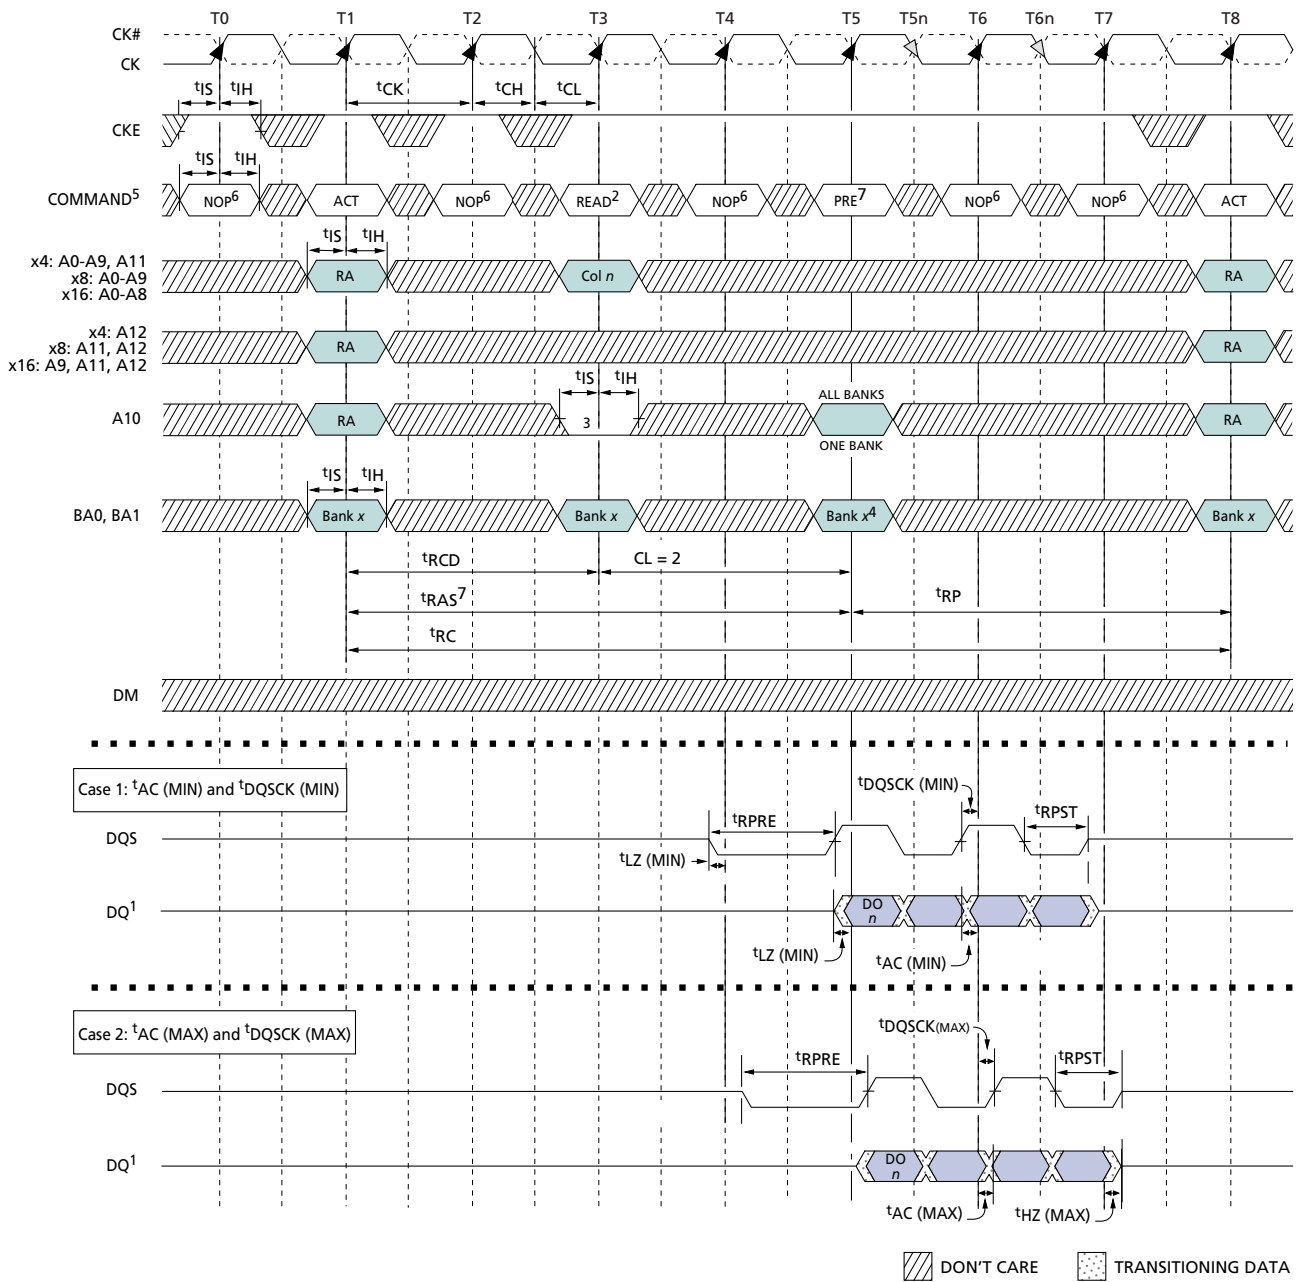 T0 T1 T2 T3 T4 T5 T5n T6 T6n T7 T8
CK#
CK
tIS tIH tCK tCH tCL
CKE
tIS tIH
COMMAND5 NOP6 ACT NOP6 READ2 NOP6 PRE7 NOP6 NOP6 ACT
tIS tIH
x4: A0-A9, A11
x8: A0-A9
x16: A0-A8
RA Col n RA
x4: A12
x8: A11, A12
x16: A9, A11, A12
RA RA
tIS tIH
ALL BANKS
A10 RA 3 RA
ONE BANK
tIS tIH
BA0, BA1 Bank x Bank x Bank x4 Bank x
tRCD CL = 2
tRAS7 tRP
tRC
DM
Case 1: tAC (MIN) and tDQSCK (MIN)
tDQSCK (MIN)
tRPRE tRPST
DQS
tLZ (MIN)
DQ1 DO
n
tLZ (MIN) tAC (MIN)
Case 2: tAC (MAX) and tDQSCK (MAX)
tDQSCK(MAX)
tRPRE tRPST
DQS
DQ1 DO
n
tAC (MAX) tHZ (MAX)
DON'T CARE TRANSITIONING DATA